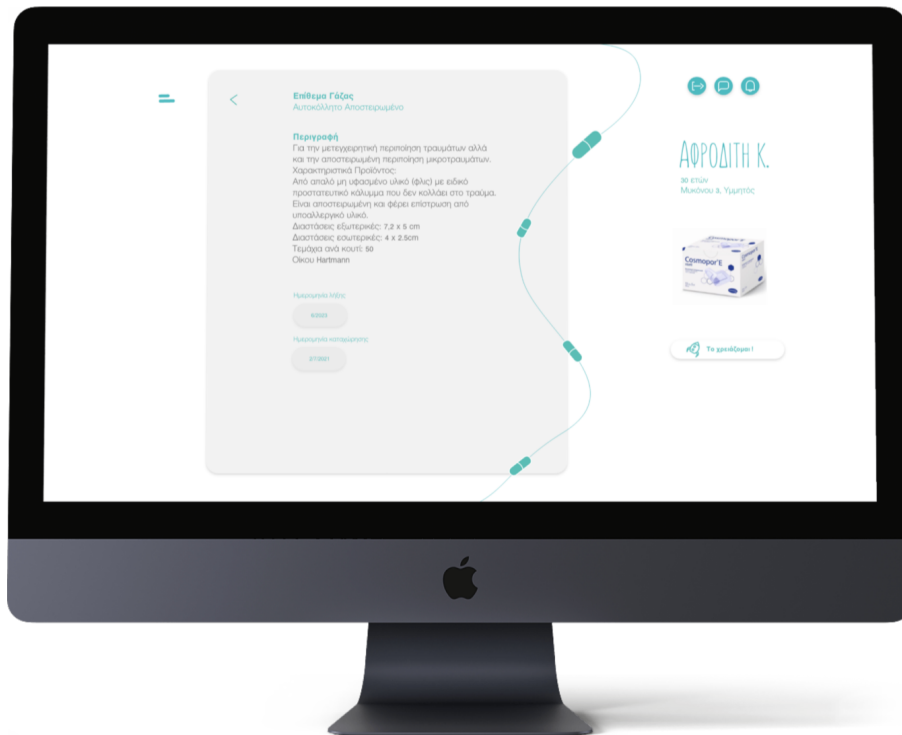 Επίθεμα Γάζας
Αυτοκόλλητο Αποστειρωμένο
Περιγραφή
Για την μετεγχειρητική περιποίηση τραυμάτων αλλά
και την αποστειρωμένη περιποίηση μικροτραυμάτων.
Χαρακτηριστικά Προϊόντος:
Από απαλό μη υφασμένο υλικό (φλις) με ειδικό
προστατευτικό κάλυμμα που δεν κολλάει στο τραύμα.
Είναι αποστειρωμένη και φέρει επίστρωση από
υποαλλεργικό υλικό.
Διαστάσεις εξωτερικές: 7,2 x 5 cm
Διαστάσεις εσωτερικές: 4 x 2.5cm
Τεμάχια ανά κουτί: 50
Οίκου Hartmann
Ημερομηνία λήξης
Ημερομηνία καταχώρησης
ΑΦΡΟΔΙΤΗ Κ.
30 ετών
Μυκόνου 3, Υμμητός
Cosmopor E
Το χρειάζομαι!